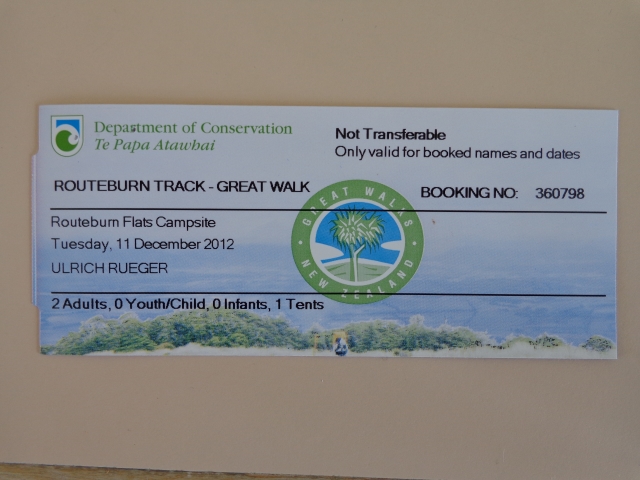 Department of Conservation
Te Papa Atawhai
Not Transferable
Only valid for booked names and dates
ROUTEBURN TRACK - GREAT WALK
BOOKING NO: 360798
GREAT WALKS
NEW ZEALAND
Routeburn Flats Campsite
Tuesday, 11 December 2012
ULRICH RUEGER
2 Adults, 0 Youth/Child, 0 Infants, 1 Tents